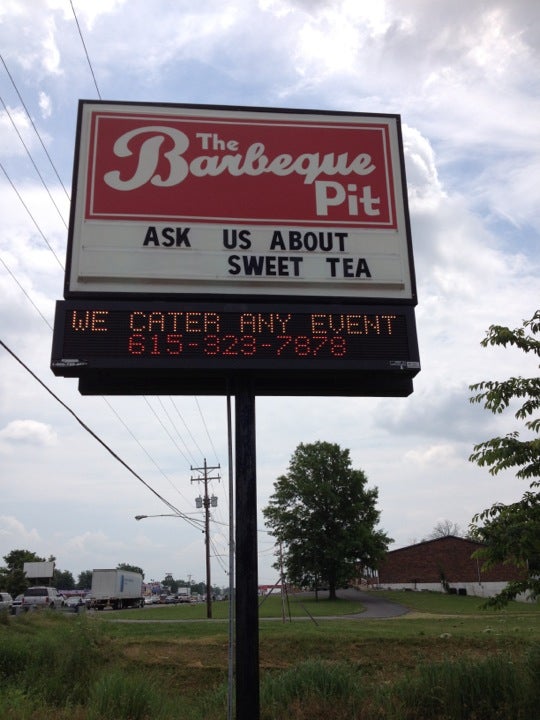 The
Barbeque
Pit
ASK US ABOUT
SWEET TEA
WE CATER ANY EVENT
615-323-7878